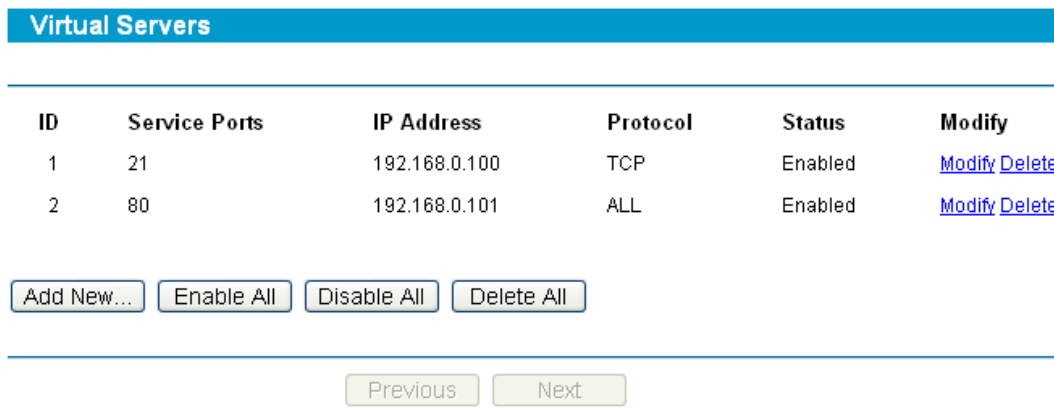 Virtual Servers
ID Service Ports IP Address Protocol Status Modify
1 21 192.168.0.100 TCP Enabled Modify Delete
2 80 192.168.0.101 ALL Enabled Modify Delete
Add New... Enable All Disable All Delete All
Previous Next